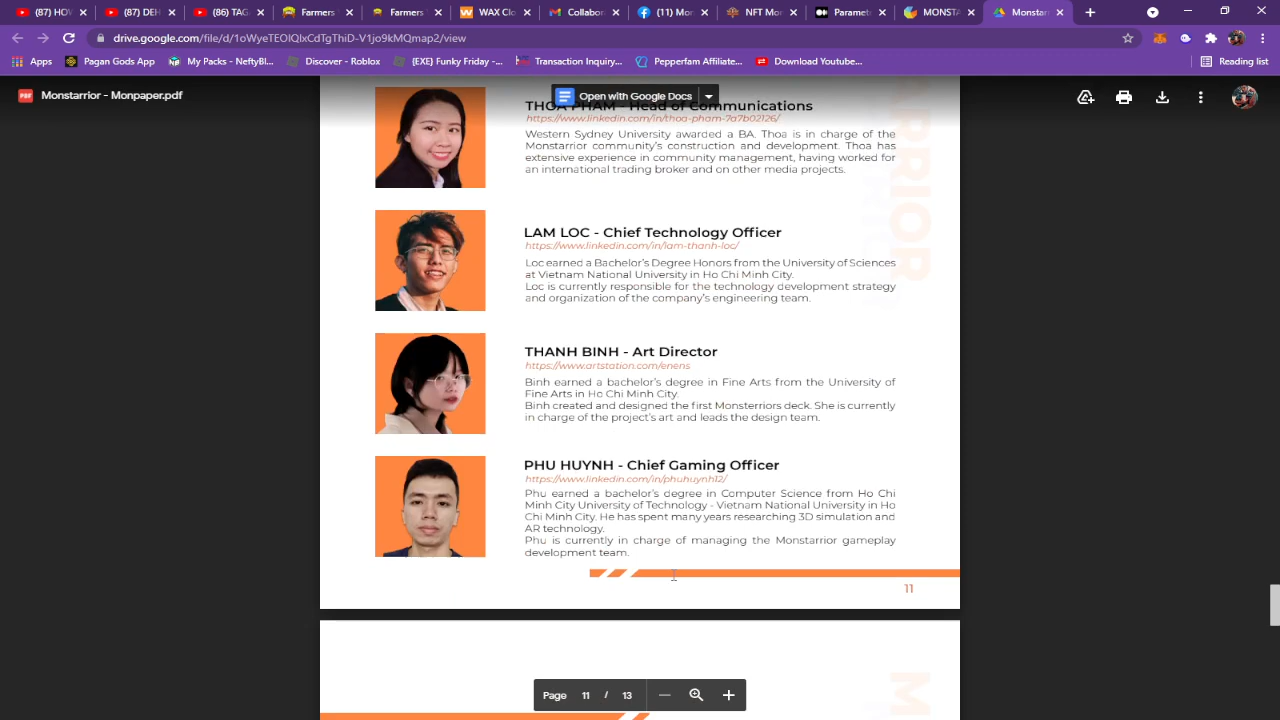 (87) HOW
(87) DEH
(86) TAG
Samurai
WAX Clo
(11) Mon
Paramet
MONSTA
Monstar
drive.google.com/file/d/1oWyeTEOIQlxCdTgThiD-V1jo9kMQmap2/view
Apps
Pagan Gods App
My Packs - NeftyBl...
Discover - Roblox
(EXE) Funky Friday -...
Transaction Inquiry...
Pepperfam Affiliate...
Download Youtube...
Monstarrior - Monpaper.pdf
Open with Google Docs
THOA PHAM - Head of Communications
https://www.linkedin.com/in/thoa-pham-7a7b02126/
Western Sydney University awarded a BA. Thoa is in charge of the
Monstarrior community's construction and development. Thoa has
extensive experience in community management, having worked for
an international trading broker and on other media projects.
LAM LOC - Chief Technology Officer
https://www.linkedin.com/in/lam-thanh-loc/
Loc earned a Bachelor's Degree Honors from the University of Sciences
at Vietnam National University in Ho Chi Minh City.
Loc is currently responsible for the technology development strategy
and organization of the company's engineering team.
THANH BINH - Art Director
https://www.artstation.com/enens
Binh earned a bachelor's degree in Fine Arts from the University of
Fine Arts in Ho Chi Minh City.
Binh created and designed the first Monsterriors deck. She is currently
in charge of the project's art and leads the design team.
PHU HUYNH - Chief Gaming Officer
https://www.linkedin.com/in/phuhuynh12/
Phu earned a bachelor's degree in Computer Science from Ho Chi
Minh City University of Technology - Vietnam National University in Ho
Chi Minh City. He has spent many years researching 3D simulation and
AR technology.
Phu is currently in charge of managing the Monstarrior gameplay
development team.
11
RRIOR
M
Page 11 / 13